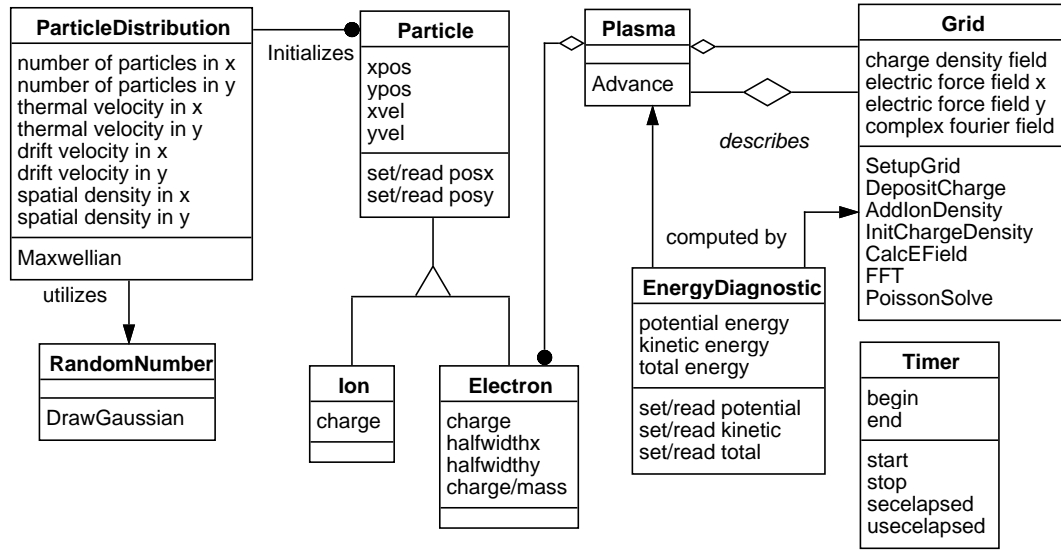 ParticleDistribution
number of particles in x
number of particles in y
thermal velocity in x
thermal velocity in y
drift velocity in x
drift velocity in y
spatial density in x
spatial density in y
Maxwellian
Initializes
utilizes
RandomNumber
DrawGaussian
Particle
xpos
ypos
xvel
yvel
set/read posx
set/read posy
Ion
charge
Electron
charge
halfwidthx
halfwidthy
charge/mass
Plasma
Advance
describes
computed by
EnergyDiagnostic
potential energy
kinetic energy
total energy
set/read potential
set/read kinetic
set/read total
Grid
charge density field
electric force field x
electric force field y
complex fourier field
SetupGrid
DepositCharge
AddIonDensity
InitChargeDensity
CalcEField
FFT
PoissonSolve
Timer
begin
end
start
stop
secelapsed
usecelapsed